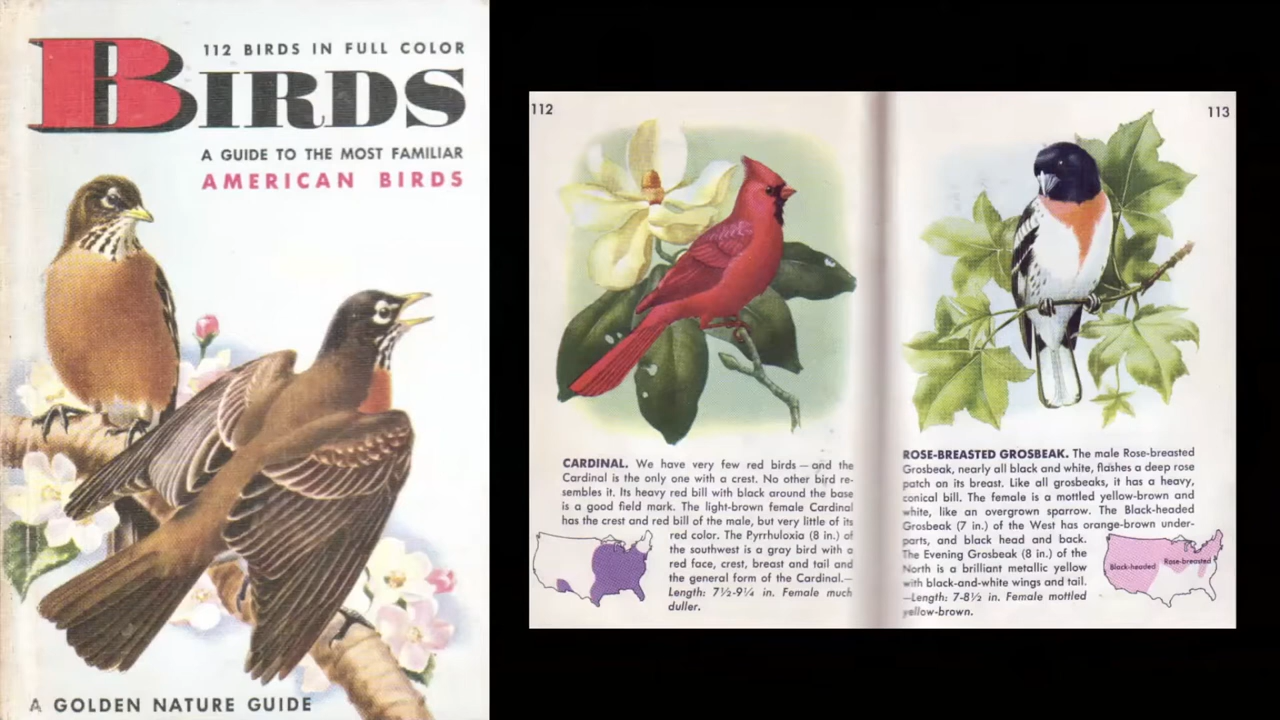 112 BIRDS IN FULL COLOR
BIRDS
A GUIDE TO THE MOST FAMILIAR
AMERICAN BIRDS
A GOLDEN NATURE GUIDE
112
CARDINAL. We have very few red birds — and the
Cardinal is the only one with a crest. No other bird re-
sembles it. Its heavy red bill with black around the base
is a good field mark. The light-brown female Cardinal
has the crest and red bill of the male, but very little of its
red color. The Pyrrhuloxia (8 in.) of
the southwest is a gray bird with a
red face, crest, breast and tail and
the general form of the Cardinal.—
Length: 7½-9¼ in. Female much
duller.
113
ROSE-BREASTED GROSBEAK. The male Rose-breasted
Grosbeak, nearly all black and white, flashes a deep rose
patch on its breast. Like all grosbeaks, it has a heavy,
conical bill. The female is a mottled yellow-brown and
white, like an overgrown sparrow. The Black-headed
Grosbeak (7 in.) of the West has orange-brown under-
parts, and black head and back.
The Evening Grosbeak (8 in.) of the
North is a brilliant metallic yellow
with black-and-white wings and tail.
—Length: 7-8½ in. Female mottled
yellow-brown.
Black-headed
Rose-breasted